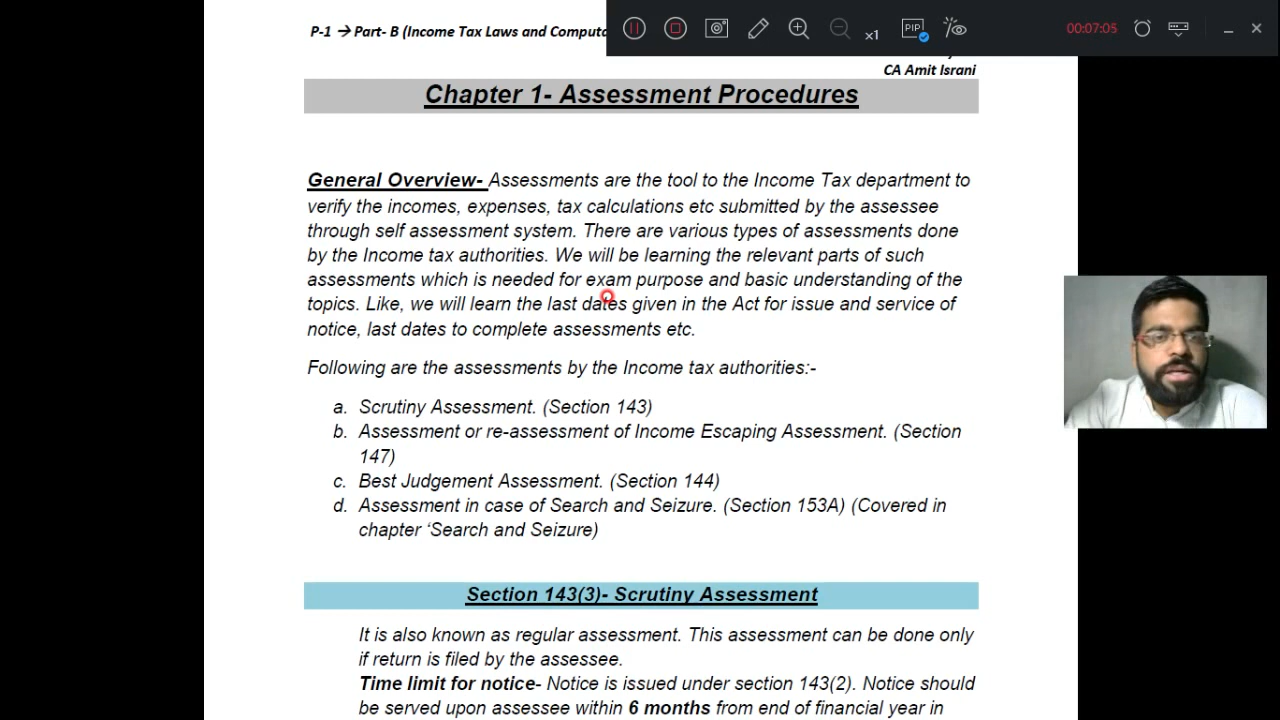 P-1 → Part- B (Income Tax Laws and Computa
x1
PIP
00:07:05
CA Amit Israni
Chapter 1- Assessment Procedures
General Overview- Assessments are the tool to the Income Tax department to
verify the incomes, expenses, tax calculations etc submitted by the assessee
through self assessment system. There are various types of assessments done
by the Income tax authorities. We will be learning the relevant parts of such
assessments which is needed for exam purpose and basic understanding of the
topics. Like, we will learn the last dates given in the Act for issue and service of
notice, last dates to complete assessments etc.
Following are the assessments by the Income tax authorities:-
a. Scrutiny Assessment. (Section 143)
b. Assessment or re-assessment of Income Escaping Assessment. (Section
147)
c. Best Judgement Assessment. (Section 144)
d. Assessment in case of Search and Seizure. (Section 153A) (Covered in
chapter ‘Search and Seizure)
Section 143(3)- Scrutiny Assessment
It is also known as regular assessment. This assessment can be done only
if return is filed by the assessee.
Time limit for notice- Notice is issued under section 143(2). Notice should
be served upon assessee within 6 months from end of financial year in